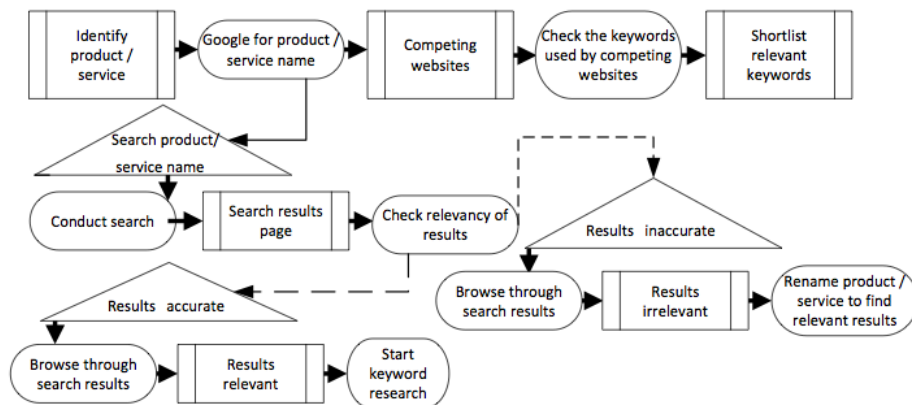 Identify
product /
service
Google for product /
service name
Competing
websites
Check the keywords
used by competing
websites
Shortlist
relevant
keywords
Search product/
service name
Conduct search
Search results
page
Check relevancy of
results
Results inaccurate
Browse through
search results
Results
irrelevant
Rename product /
service to find
relevant results
Results accurate
Browse through
search results
Results
relevant
Start
keyword
research